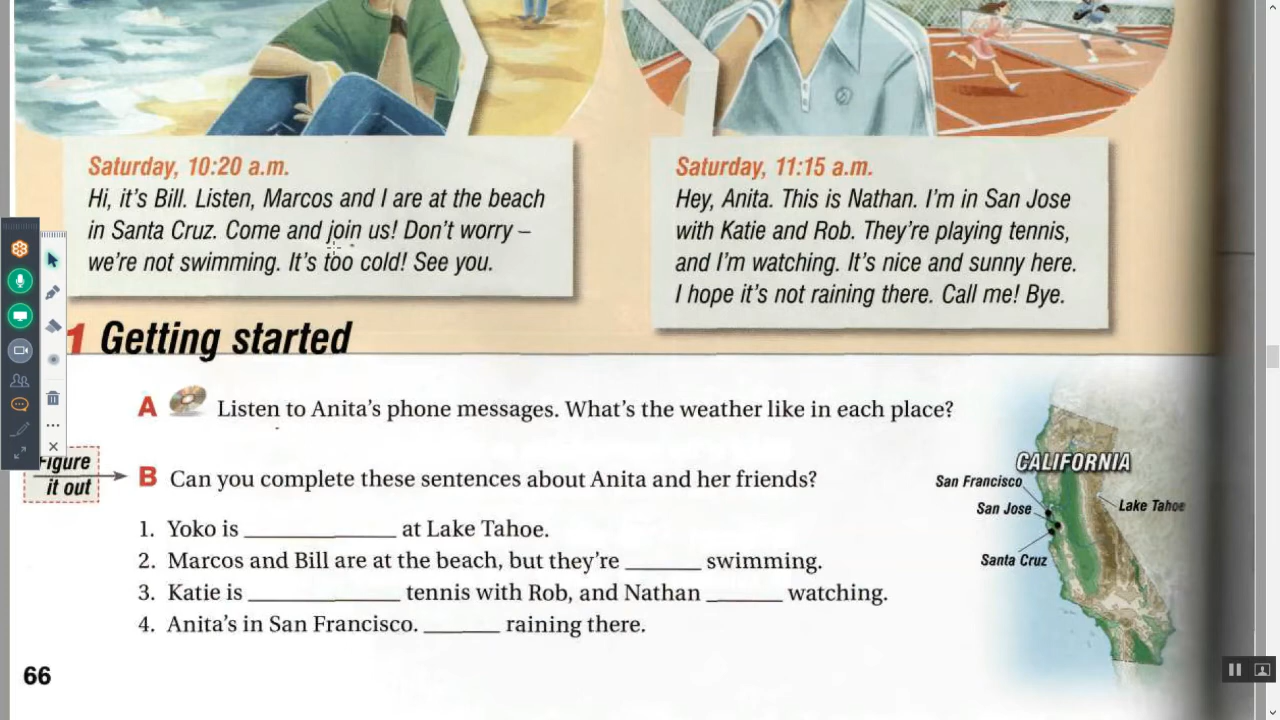 Saturday, 10:20 a.m.
Hi, it's Bill. Listen, Marcos and I are at the beach
in Santa Cruz. Come and join us! Don't worry –
we're not swimming. It's too cold! See you.
Saturday, 11:15 a.m.
Hey, Anita. This is Nathan. I'm in San Jose
with Katie and Rob. They're playing tennis,
and I'm watching. It's nice and sunny here.
I hope it's not raining there. Call me! Bye.
1 Getting started
A Listen to Anita's phone messages. What's the weather like in each place?
Figure
it out
B Can you complete these sentences about Anita and her friends?
1. Yoko is ____________ at Lake Tahoe.
2. Marcos and Bill are at the beach, but they're ______ swimming.
3. Katie is ____________ tennis with Rob, and Nathan ______ watching.
4. Anita's in San Francisco. ______ raining there.
CALIFORNIA
San Francisco
San Jose
Lake Tahoe
Santa Cruz
66